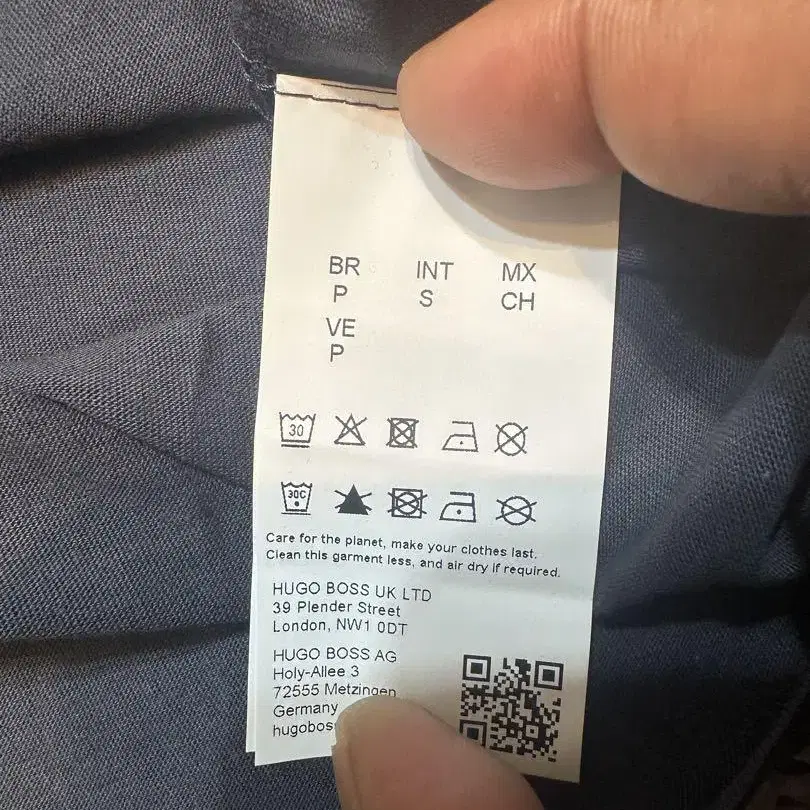 BR INT MX
P S CH
VE
P
30
30C
Care for the planet, make your clothes last.
Clean this garment less, and air dry if required.
HUGO BOSS UK LTD
39 Plender Street
London, NW1 0DT
HUGO BOSS AG
Holy-Allee 3
72555 Metzingen
Germany